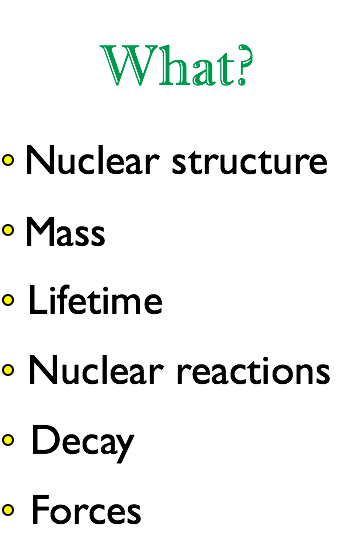 What?
• Nuclear structure
• Mass
• Lifetime
• Nuclear reactions
• Decay
• Forces